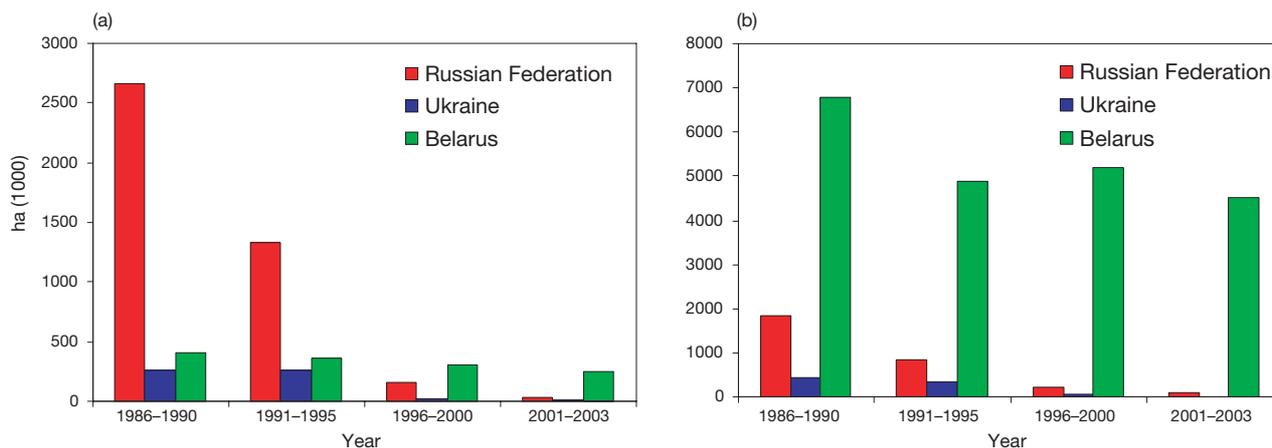 (a)
3000
2500
2000
1500
1000
500
0
ha (1000)
Russian Federation
Ukraine
Belarus
1986–1990
1991–1995
1996–2000
2001–2003
Year
(b)
8000
7000
6000
5000
4000
3000
2000
1000
0
Russian Federation
Ukraine
Belarus
1986–1990
1991–1995
1996–2000
2001–2003
Year